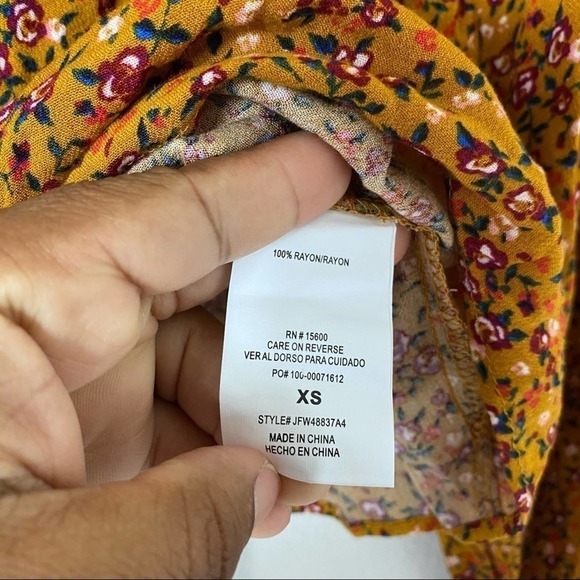 100% RAYON/RAYON
RN # 15600
CARE ON REVERSE
VER AL DORSO PARA CUIDADO
PO# 100-00071612
XS
STYLE# JFW48837A4
MADE IN CHINA
HECHO EN CHINA